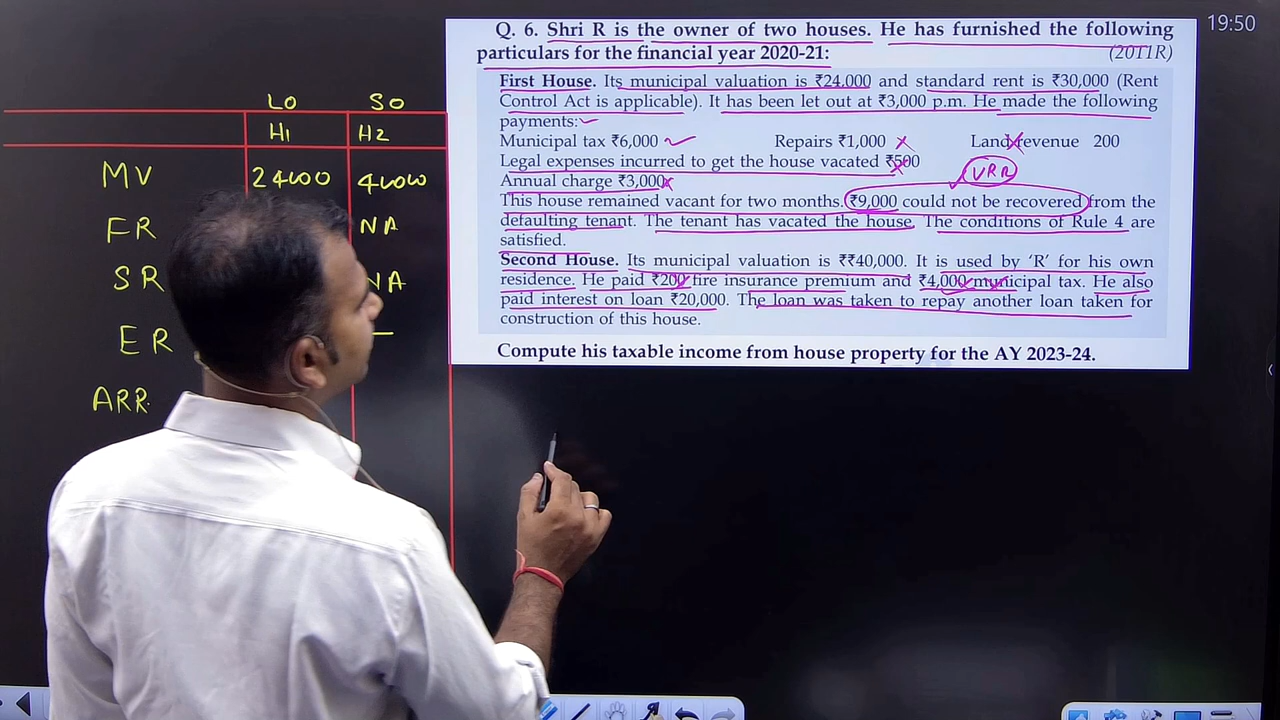 19:50
Q. 6. Shri R is the owner of two houses. He has furnished the following
particulars for the financial year 2020-21: (2011R)
First House. Its municipal valuation is ₹24,000 and standard rent is ₹30,000 (Rent
Control Act is applicable). It has been let out at ₹3,000 p.m. He made the following
payments:
Municipal tax ₹6,000 Repairs ₹1,000 Land revenue 200
Legal expenses incurred to get the house vacated ₹500
Annual charge ₹3,000
VRR
This house remained vacant for two months. ₹9,000 could not be recovered from the
defaulting tenant. The tenant has vacated the house. The conditions of Rule 4 are
satisfied.
Second House. Its municipal valuation is ₹₹40,000. It is used by 'R' for his own
residence. He paid ₹200 fire insurance premium and ₹4,000 municipal tax. He also
paid interest on loan ₹20,000. The loan was taken to repay another loan taken for
construction of this house.
Compute his taxable income from house property for the AY 2023-24.
LO SO
H1 H2
MV 24000 40000
FR NA
SR NA
ER –
ARR